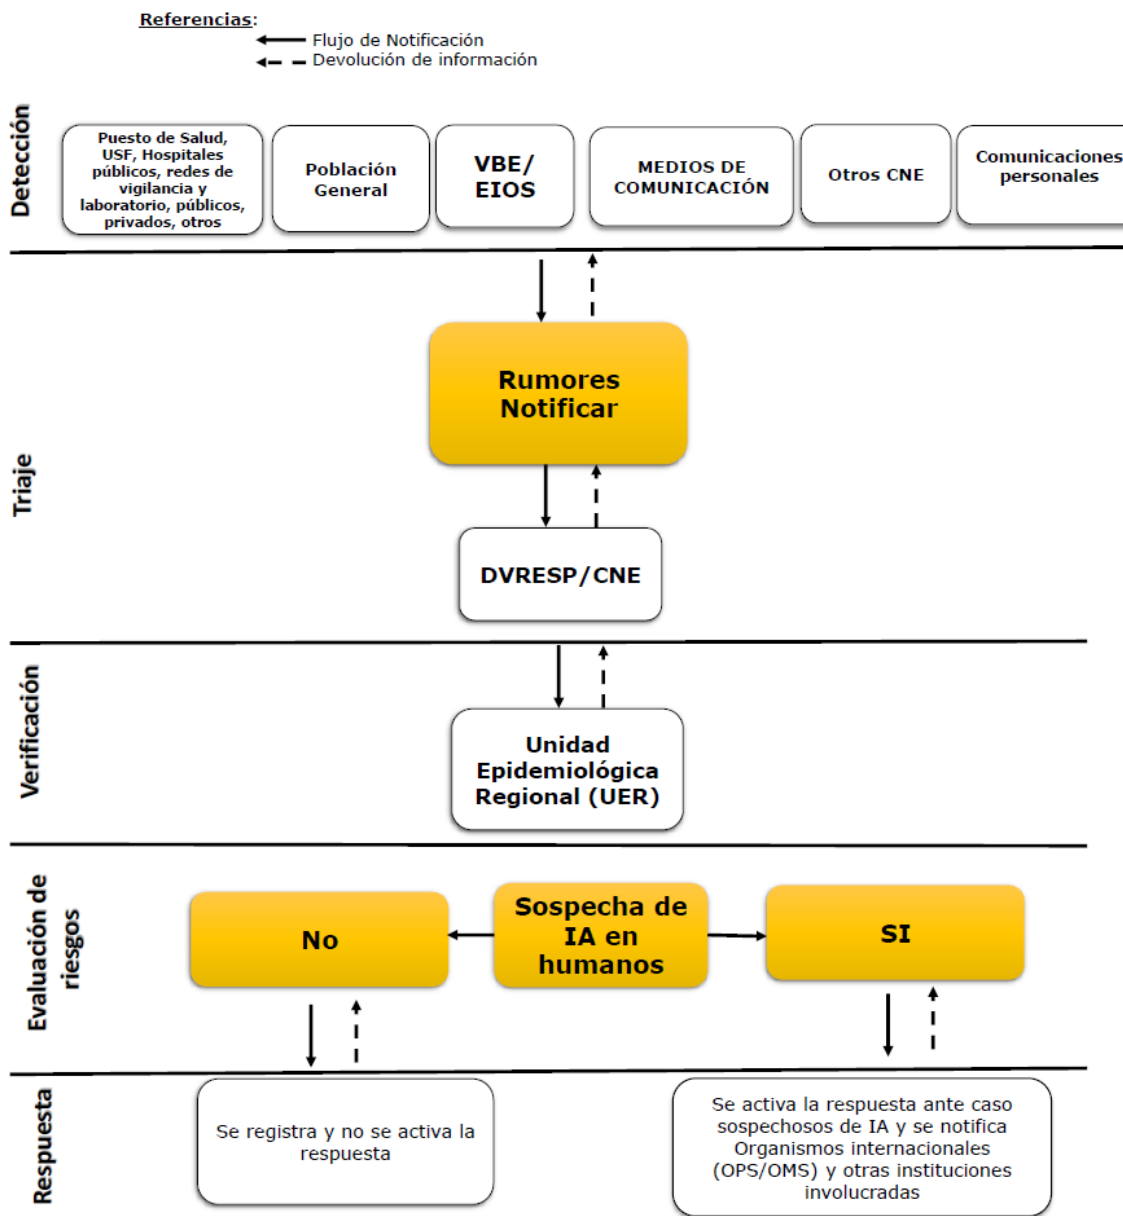 Referencias:
Flujo de Notificación
Devolución de información
Detección
Puesto de Salud,
USF, Hospitales
públicos, redes de
vigilancia y
laboratorio, públicos,
privados, otros
Población
General
VBE/
EIOS
MEDIOS DE
COMUNICACIÓN
Otros CNE
Comunicaciones
personales
Triaje
Rumores
Notificar
DVRESP/CNE
Verificación
Unidad
Epidemiológica
Regional (UER)
Evaluación de
riesgos
No
Sospecha de
IA en
humanos
SI
Respuesta
Se registra y no se activa la
respuesta
Se activa la respuesta ante caso
sospechosos de IA y se notifica
Organismos internacionales
(OPS/OMS) y otras instituciones
involucradas